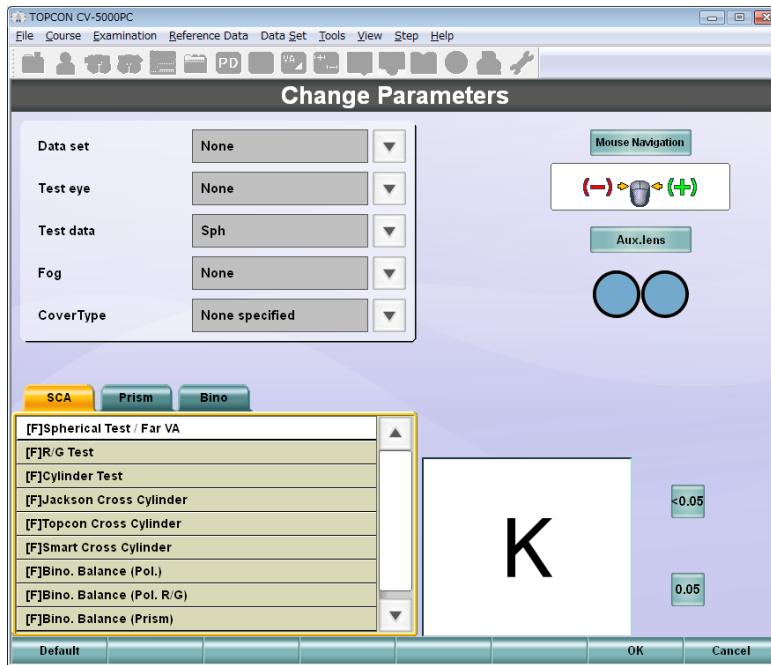 TOPCON CV-5000PC
File Course Examination Reference Data Data Set Tools View Step Help
PD VA
Change Parameters
Data set None
Test eye None
Test data Sph
Fog None
CoverType None specified
Mouse Navigation
(−) (+)
Aux.lens
SCA Prism Bino
[F]Spherical Test / Far VA
[F]R/G Test
[F]Cylinder Test
[F]Jackson Cross Cylinder
[F]Topcon Cross Cylinder
[F]Smart Cross Cylinder
[F]Bino. Balance (Pol.)
[F]Bino. Balance (Pol. R/G)
[F]Bino. Balance (Prism)
K
<0.05
0.05
Default OK Cancel